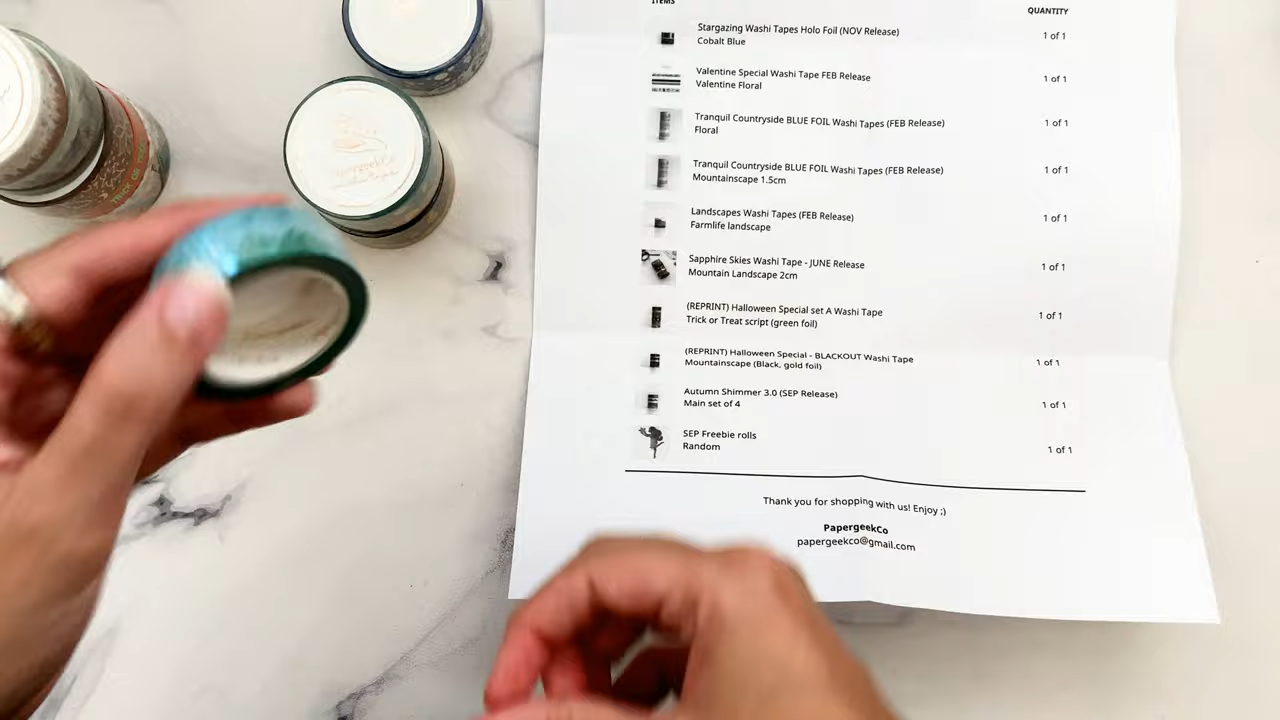 ITEMS
QUANTITY
Stargazing Washi Tapes Holo Foil (NOV Release)
Cobalt Blue
1 of 1
Valentine Special Washi Tape FEB Release
Valentine Floral
1 of 1
Tranquil Countryside BLUE FOIL Washi Tapes (FEB Release)
Floral
1 of 1
Tranquil Countryside BLUE FOIL Washi Tapes (FEB Release)
Mountainscape 1.5cm
1 of 1
Landscapes Washi Tapes (FEB Release)
Farmlife landscape
1 of 1
Sapphire Skies Washi Tape - JUNE Release
Mountain Landscape 2cm
1 of 1
(REPRINT) Halloween Special set A Washi Tape
Trick or Treat script (green foil)
1 of 1
(REPRINT) Halloween Special - BLACKOUT Washi Tape
Mountainscape (Black, gold foil)
1 of 1
Autumn Shimmer 3.0 (SEP Release)
Main set of 4
1 of 1
SEP Freebie rolls
Random
1 of 1
Thank you for shopping with us! Enjoy ;)
PapergeekCo
papergeekco@gmail.com
PapergeekCo
Trick or